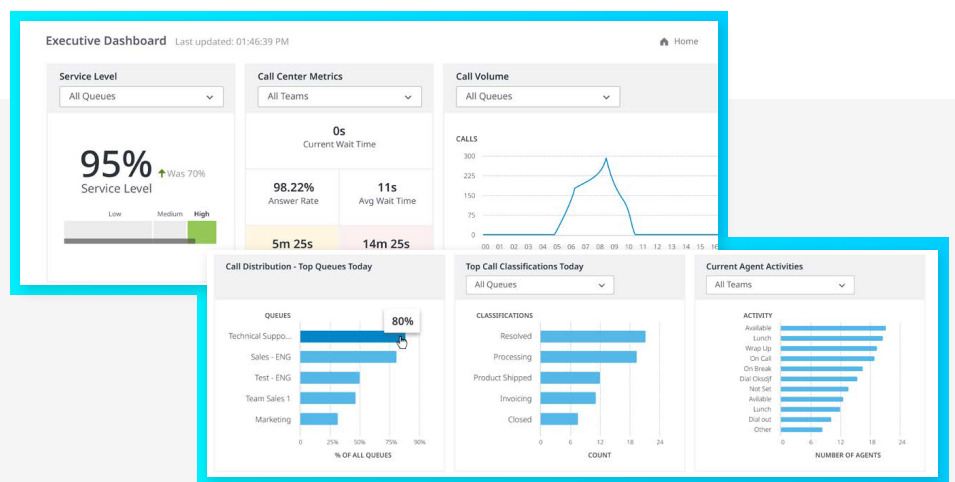 Executive Dashboard Last updated: 01:46:39 PM
Home
Service Level
All Queues
95%
Was 70%
Service Level
Low Medium High
Call Center Metrics
All Teams
0s
Current Wait Time
98.22%
Answer Rate
11s
Avg Wait Time
5m 25s
14m 25s
Call Volume
All Queues
CALLS
300
225
150
75
0
00 01 02 03 04 05 06 07 08 09 10 11 12 13 14 15
Call Distribution - Top Queues Today
QUEUES
80%
Technical Suppo...
Sales - ENG
Test - ENG
Team Sales 1
Marketing
0 25% 50% 75% 90%
% OF ALL QUEUES
Top Call Classifications Today
All Queues
CLASSIFICATIONS
Resolved
Processing
Product Shipped
Invoicing
Closed
0 6 12 18 24
COUNT
Current Agent Activities
All Teams
ACTIVITY
Available
Lunch
Wrap Up
On Call
On Break
Dial Oksdjf
Not Set
Avilable
Lunch
Dial out
Other
0 6 12 18 24
NUMBER OF AGENTS